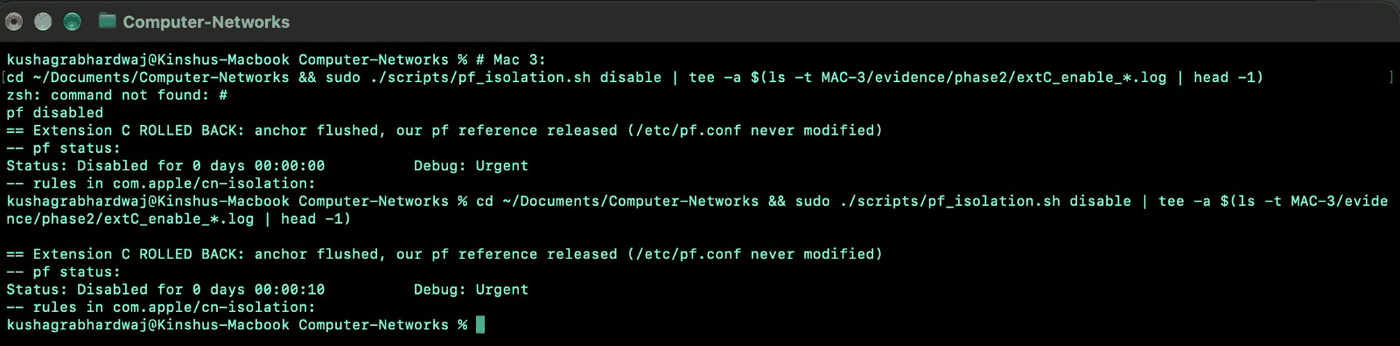 Computer-Networks
kushagrabhardwaj@Kinshus-Macbook Computer-Networks % # Mac 3:
[cd ~/Documents/Computer-Networks && sudo ./scripts/pf_isolation.sh disable | tee -a $(ls -t MAC-3/evidence/phase2/extC_enable_*.log | head -1) ]
zsh: command not found: #
pf disabled
== Extension C ROLLED BACK: anchor flushed, our pf reference released (/etc/pf.conf never modified)
-- pf status:
Status: Disabled for 0 days 00:00:00 Debug: Urgent
-- rules in com.apple/cn-isolation:
kushagrabhardwaj@Kinshus-Macbook Computer-Networks % cd ~/Documents/Computer-Networks && sudo ./scripts/pf_isolation.sh disable | tee -a $(ls -t MAC-3/evide
nce/phase2/extC_enable_*.log | head -1)
== Extension C ROLLED BACK: anchor flushed, our pf reference released (/etc/pf.conf never modified)
-- pf status:
Status: Disabled for 0 days 00:00:10 Debug: Urgent
-- rules in com.apple/cn-isolation:
kushagrabhardwaj@Kinshus-Macbook Computer-Networks %